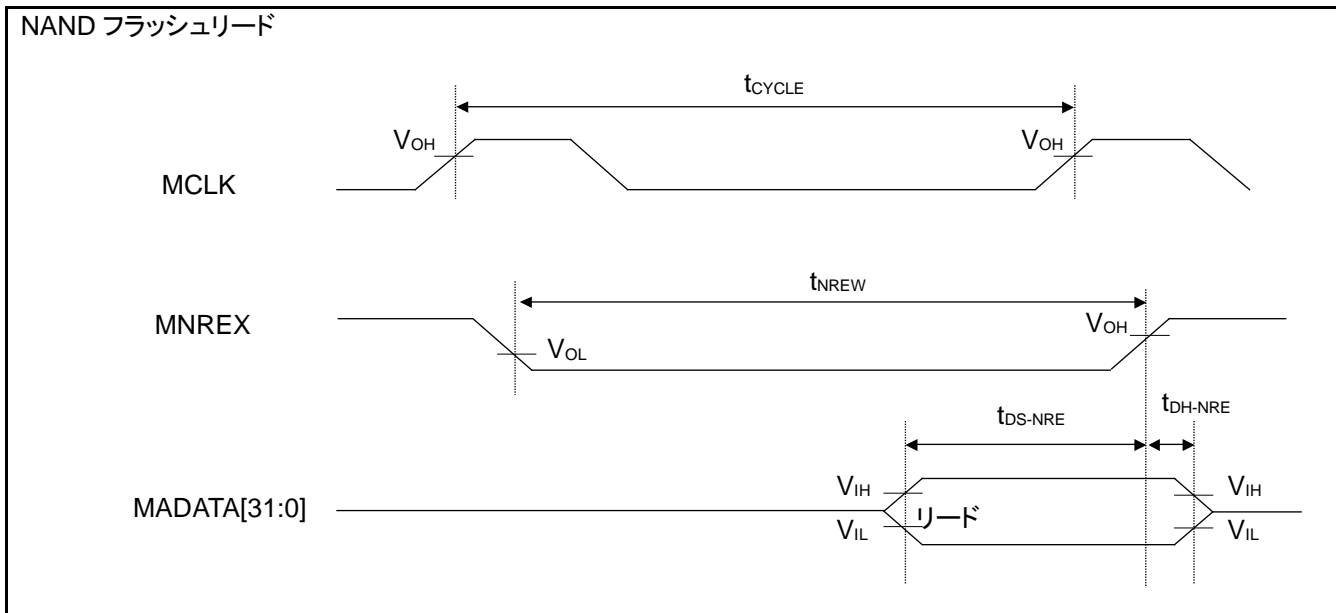 NAND フラッシュリード
tCYCLE
VOH
VOH
MCLK
tNREW
MNREX
VOH
VOL
tDS-NRE
tDH-NRE
VIH
VIH
MADATA[31:0]
リード
VIL
VIL